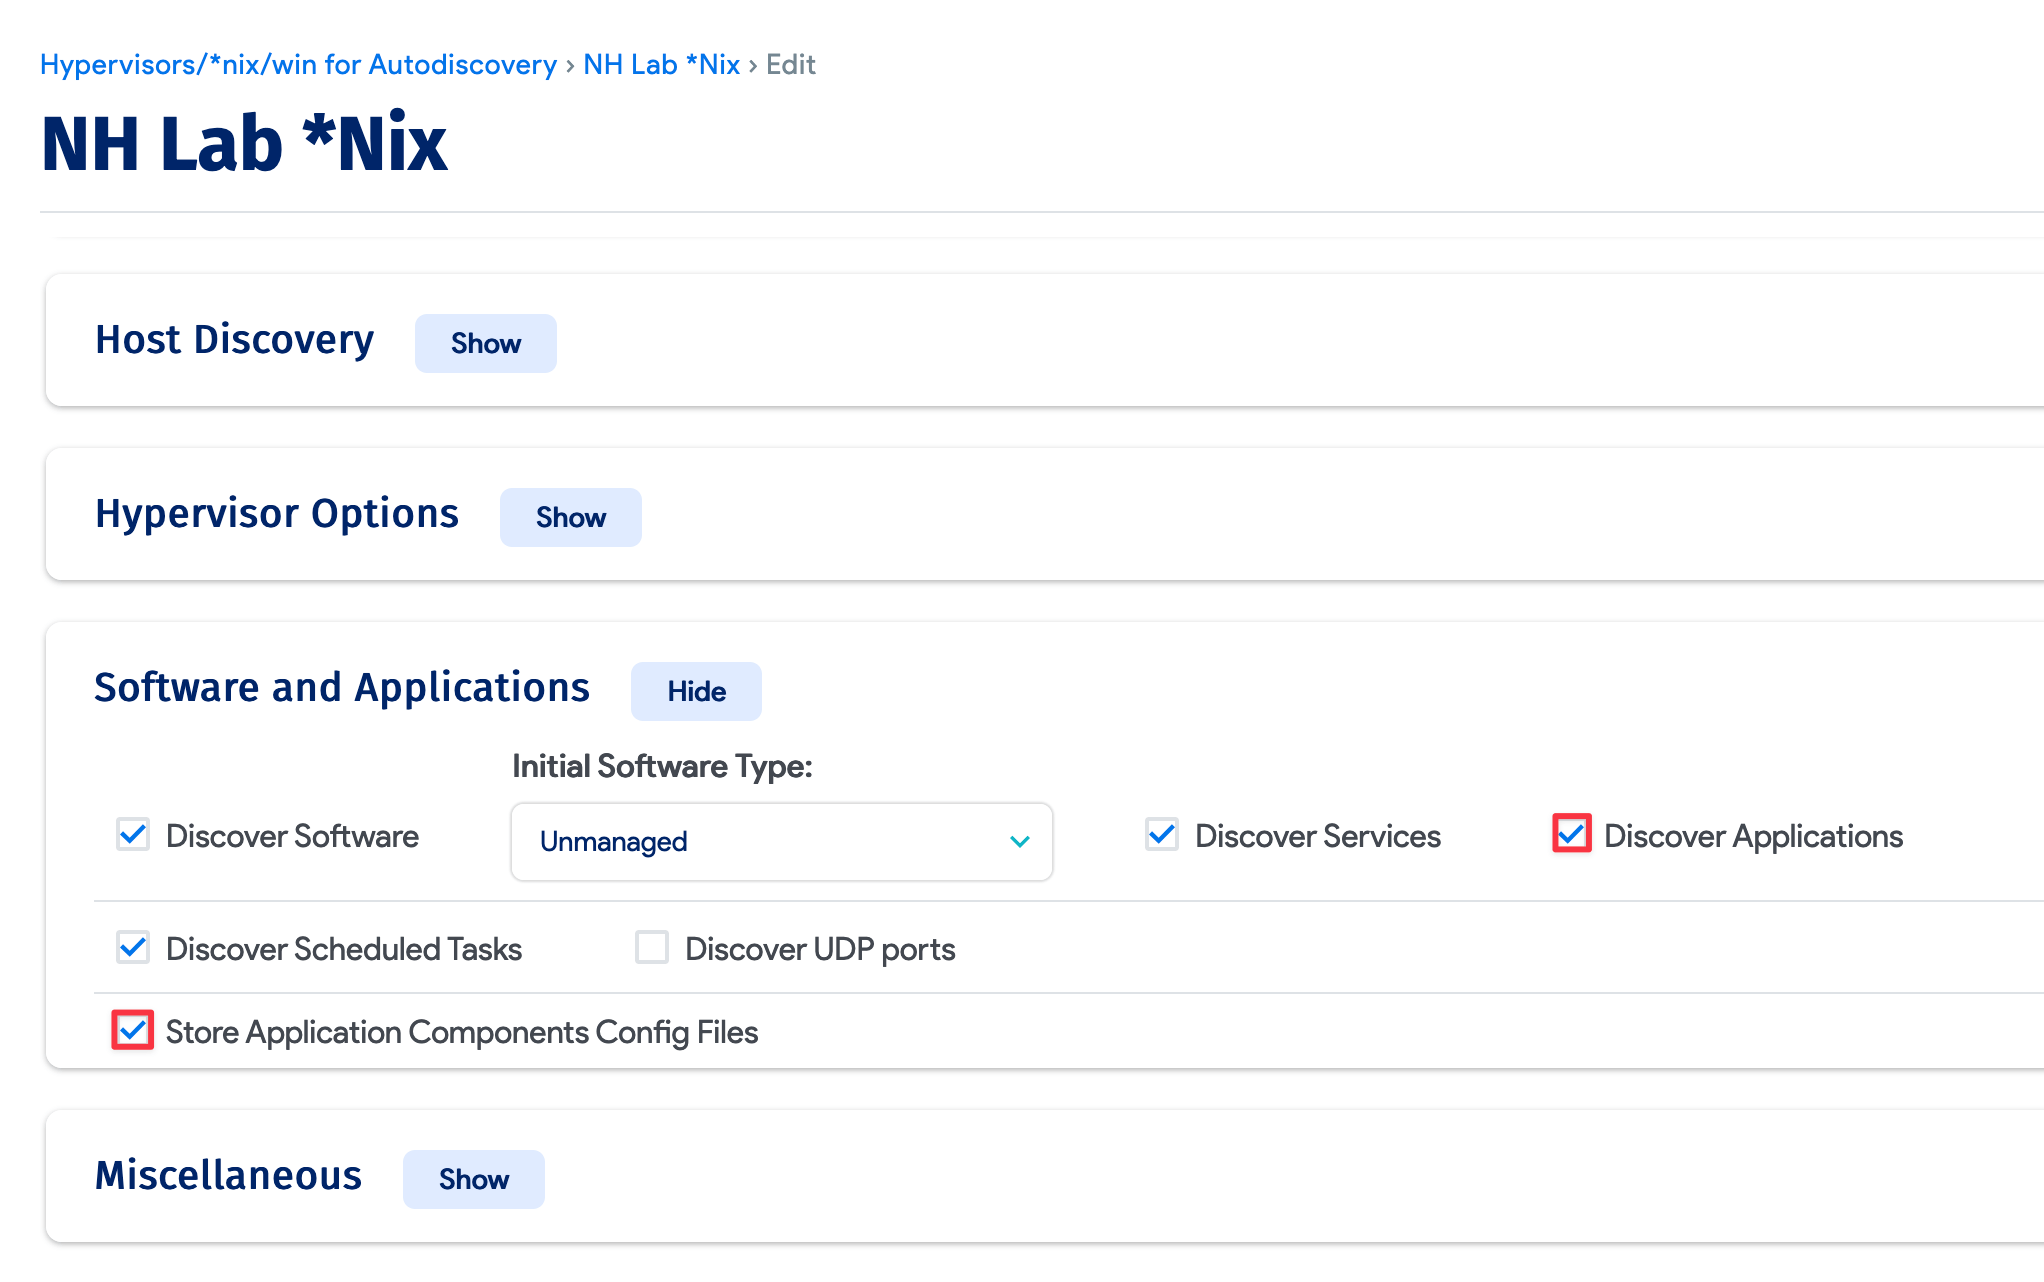 Hypervisors/*nix/win for Autodiscovery › NH Lab *Nix › Edit
NH Lab *Nix
Host Discovery Show
Hypervisor Options Show
Software and Applications Hide
Initial Software Type:
Discover Software Unmanaged Discover Services Discover Applications
Discover Scheduled Tasks Discover UDP ports
Store Application Components Config Files
Miscellaneous Show